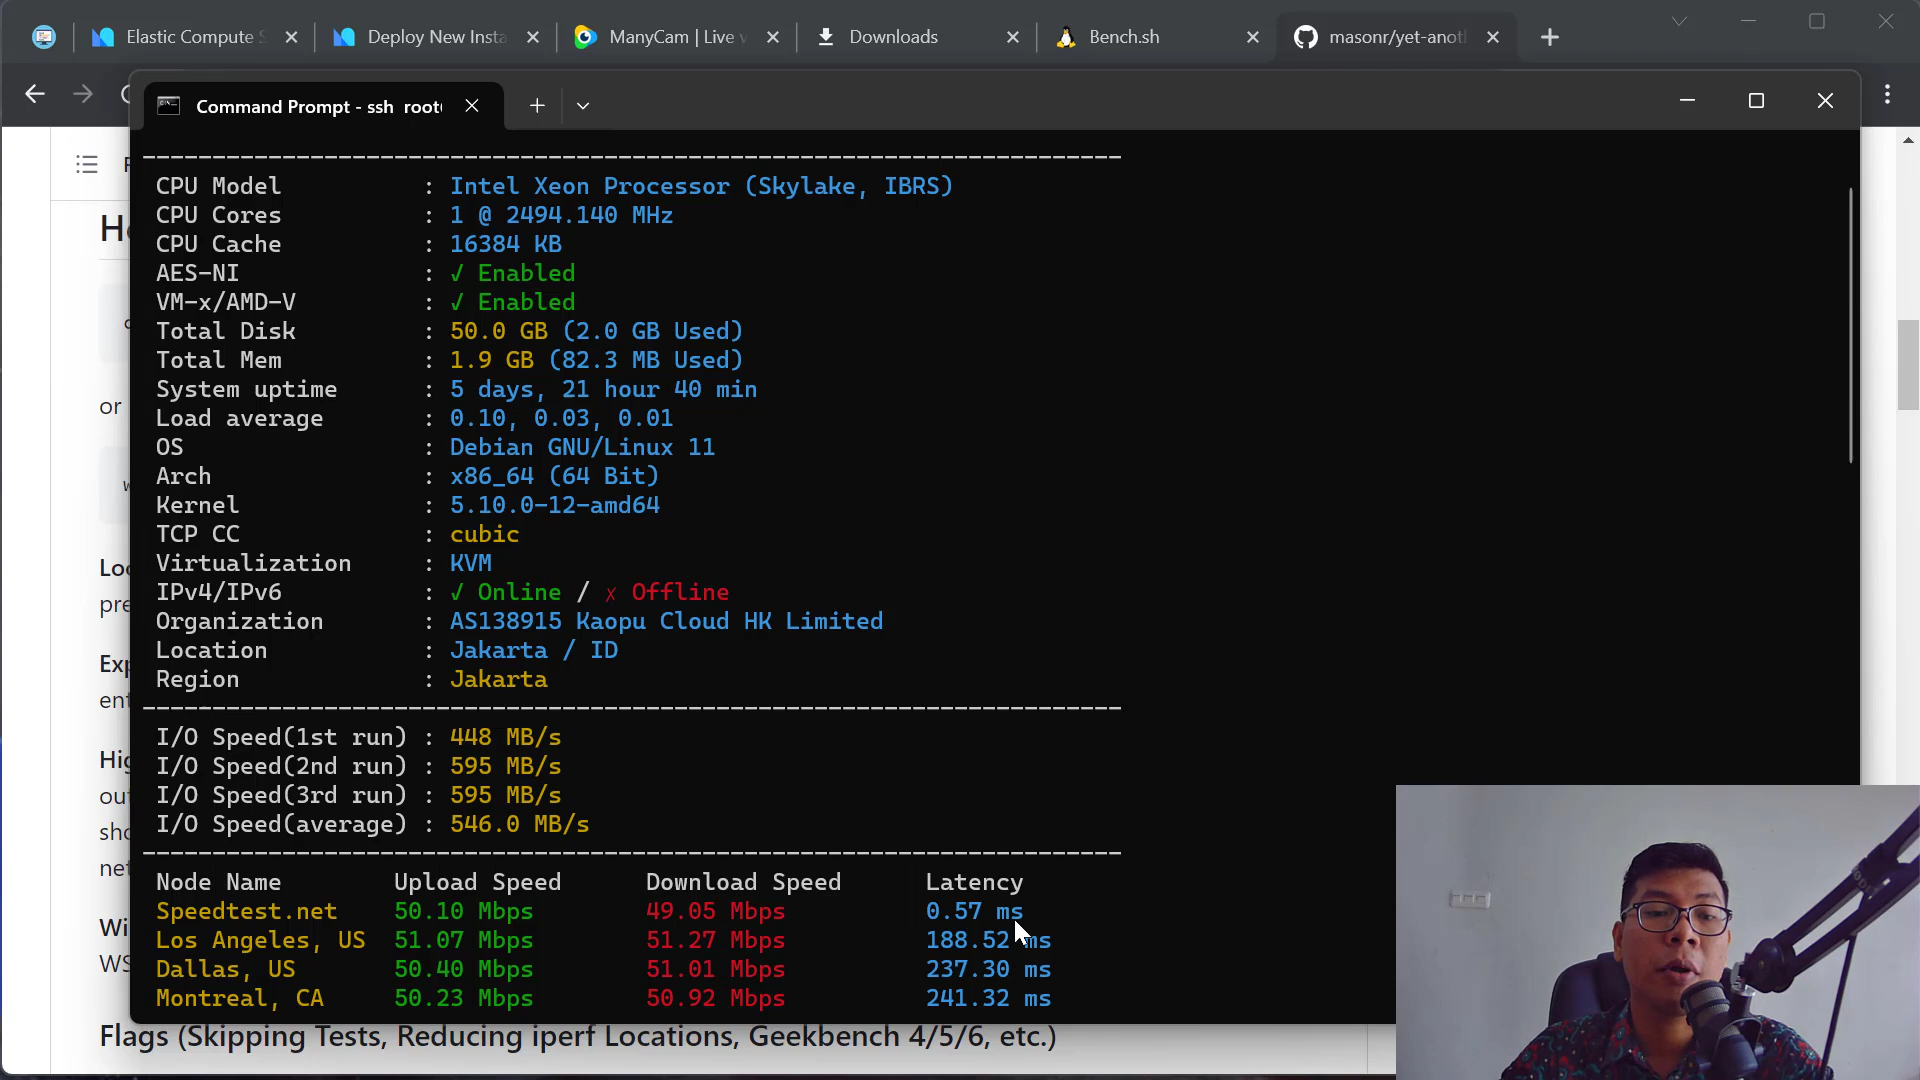 Elastic Compute S
Deploy New Insta
ManyCam | Live v
Downloads
Bench.sh
masonr/yet-anoth
Command Prompt - ssh root
----------------------------------------------------------------------
CPU Model : Intel Xeon Processor (Skylake, IBRS)
CPU Cores : 1 @ 2494.140 MHz
CPU Cache : 16384 KB
AES-NI : ✓ Enabled
VM-x/AMD-V : ✓ Enabled
Total Disk : 50.0 GB (2.0 GB Used)
Total Mem : 1.9 GB (82.3 MB Used)
System uptime : 5 days, 21 hour 40 min
Load average : 0.10, 0.03, 0.01
OS : Debian GNU/Linux 11
Arch : x86_64 (64 Bit)
Kernel : 5.10.0-12-amd64
TCP CC : cubic
Virtualization : KVM
IPv4/IPv6 : ✓ Online / ✗ Offline
Organization : AS138915 Kaopu Cloud HK Limited
Location : Jakarta / ID
Region : Jakarta
----------------------------------------------------------------------
I/O Speed(1st run) : 448 MB/s
I/O Speed(2nd run) : 595 MB/s
I/O Speed(3rd run) : 595 MB/s
I/O Speed(average) : 546.0 MB/s
----------------------------------------------------------------------
Node Name Upload Speed Download Speed Latency
Speedtest.net 50.10 Mbps 49.05 Mbps 0.57 ms
Los Angeles, US 51.07 Mbps 51.27 Mbps 188.52 ms
Dallas, US 50.40 Mbps 51.01 Mbps 237.30 ms
Montreal, CA 50.23 Mbps 50.92 Mbps 241.32 ms
or
Flags (Skipping Tests, Reducing iperf Locations, Geekbench 4/5/6, etc.)